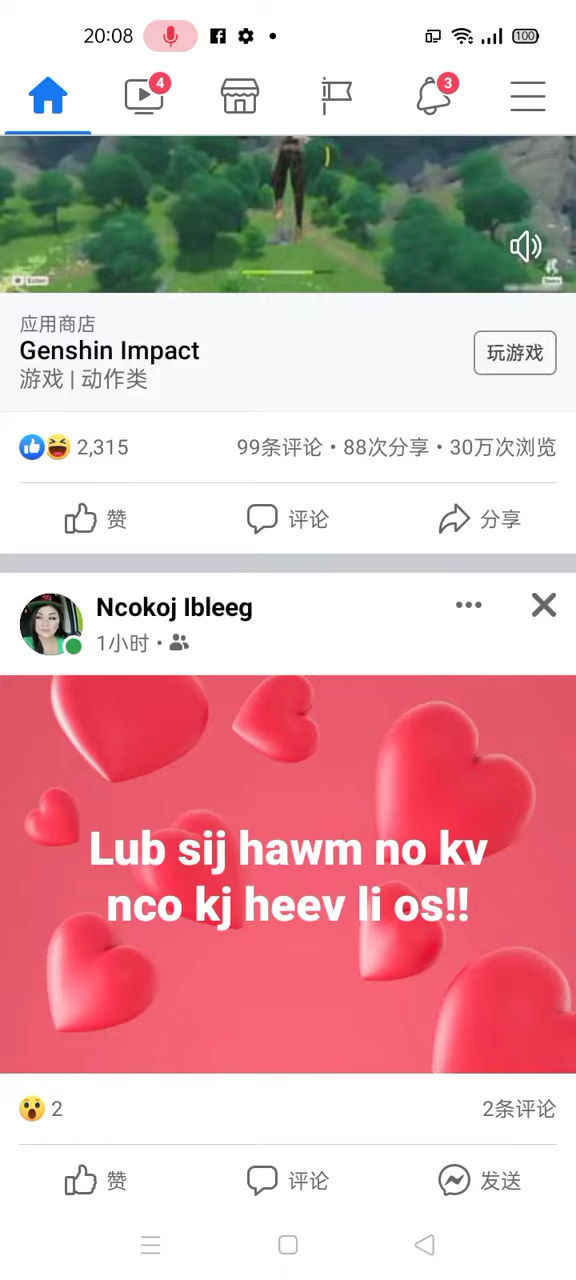 20:08
100
4
3
Enter
应用商店
Genshin Impact
游戏 | 动作类
玩游戏
2,315
99条评论 • 88次分享 • 30万次浏览
赞
评论
分享
Ncokoj Ibleeg
1小时 •
Lub sij hawm no kv
nco kj heev li os!!
2
2条评论
赞
评论
发送